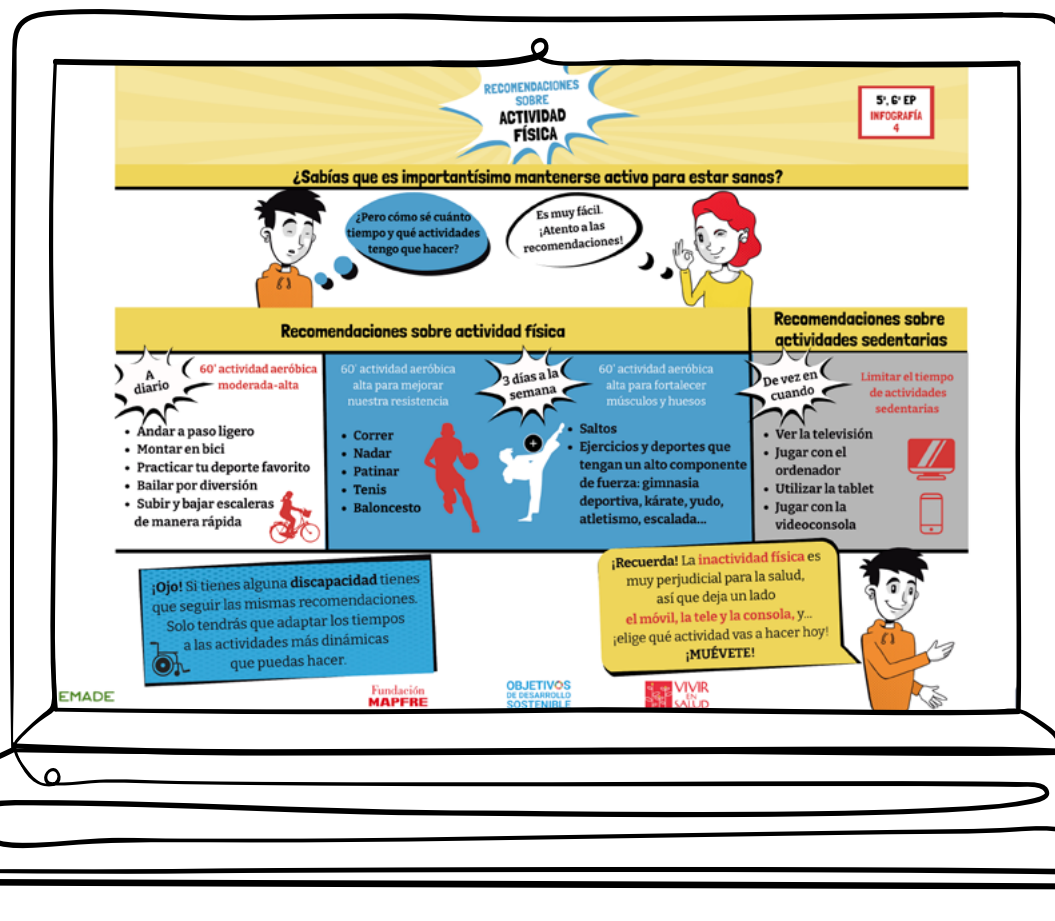 RECOMENDACIONES
SOBRE
ACTIVIDAD
FÍSICA
5º, 6º EP
INFOGRAFÍA
4
¿Sabías que es importantísimo mantenerse activo para estar sanos?
¿Pero cómo sé cuánto
tiempo y qué actividades
tengo que hacer?
Es muy fácil.
¡Atento a las
recomendaciones!
Recomendaciones sobre actividad física
Recomendaciones sobre
actividades sedentarias
A
diario
60' actividad aeróbica
moderada-alta
• Andar a paso ligero
• Montar en bici
• Practicar tu deporte favorito
• Bailar por diversión
• Subir y bajar escaleras
de manera rápida
60' actividad aeróbica
alta para mejorar
nuestra resistencia
• Correr
• Nadar
• Patinar
• Tenis
• Baloncesto
3 días a la
semana
+
60' actividad aeróbica
alta para fortalecer
músculos y huesos
• Saltos
• Ejercicios y deportes que
tengan un alto componente
de fuerza: gimnasia
deportiva, kárate, yudo,
atletismo, escalada...
De vez en
cuando
Limitar el tiempo
de actividades
sedentarias
• Ver la televisión
• Jugar con el
ordenador
• Utilizar la tablet
• Jugar con la
videoconsola
¡Ojo! Si tienes alguna discapacidad tienes
que seguir las mismas recomendaciones.
Solo tendrás que adaptar los tiempos
a las actividades más dinámicas
que puedas hacer.
¡Recuerda! La inactividad física es
muy perjudicial para la salud,
así que deja un lado
el móvil, la tele y la consola, y...
¡elige qué actividad vas a hacer hoy!
¡MUÉVETE!
EMADE
Fundación
MAPFRE
OBJETIVOS
DE DESARROLLO
SOSTENIBLE
VIVIR
EN
SALUD